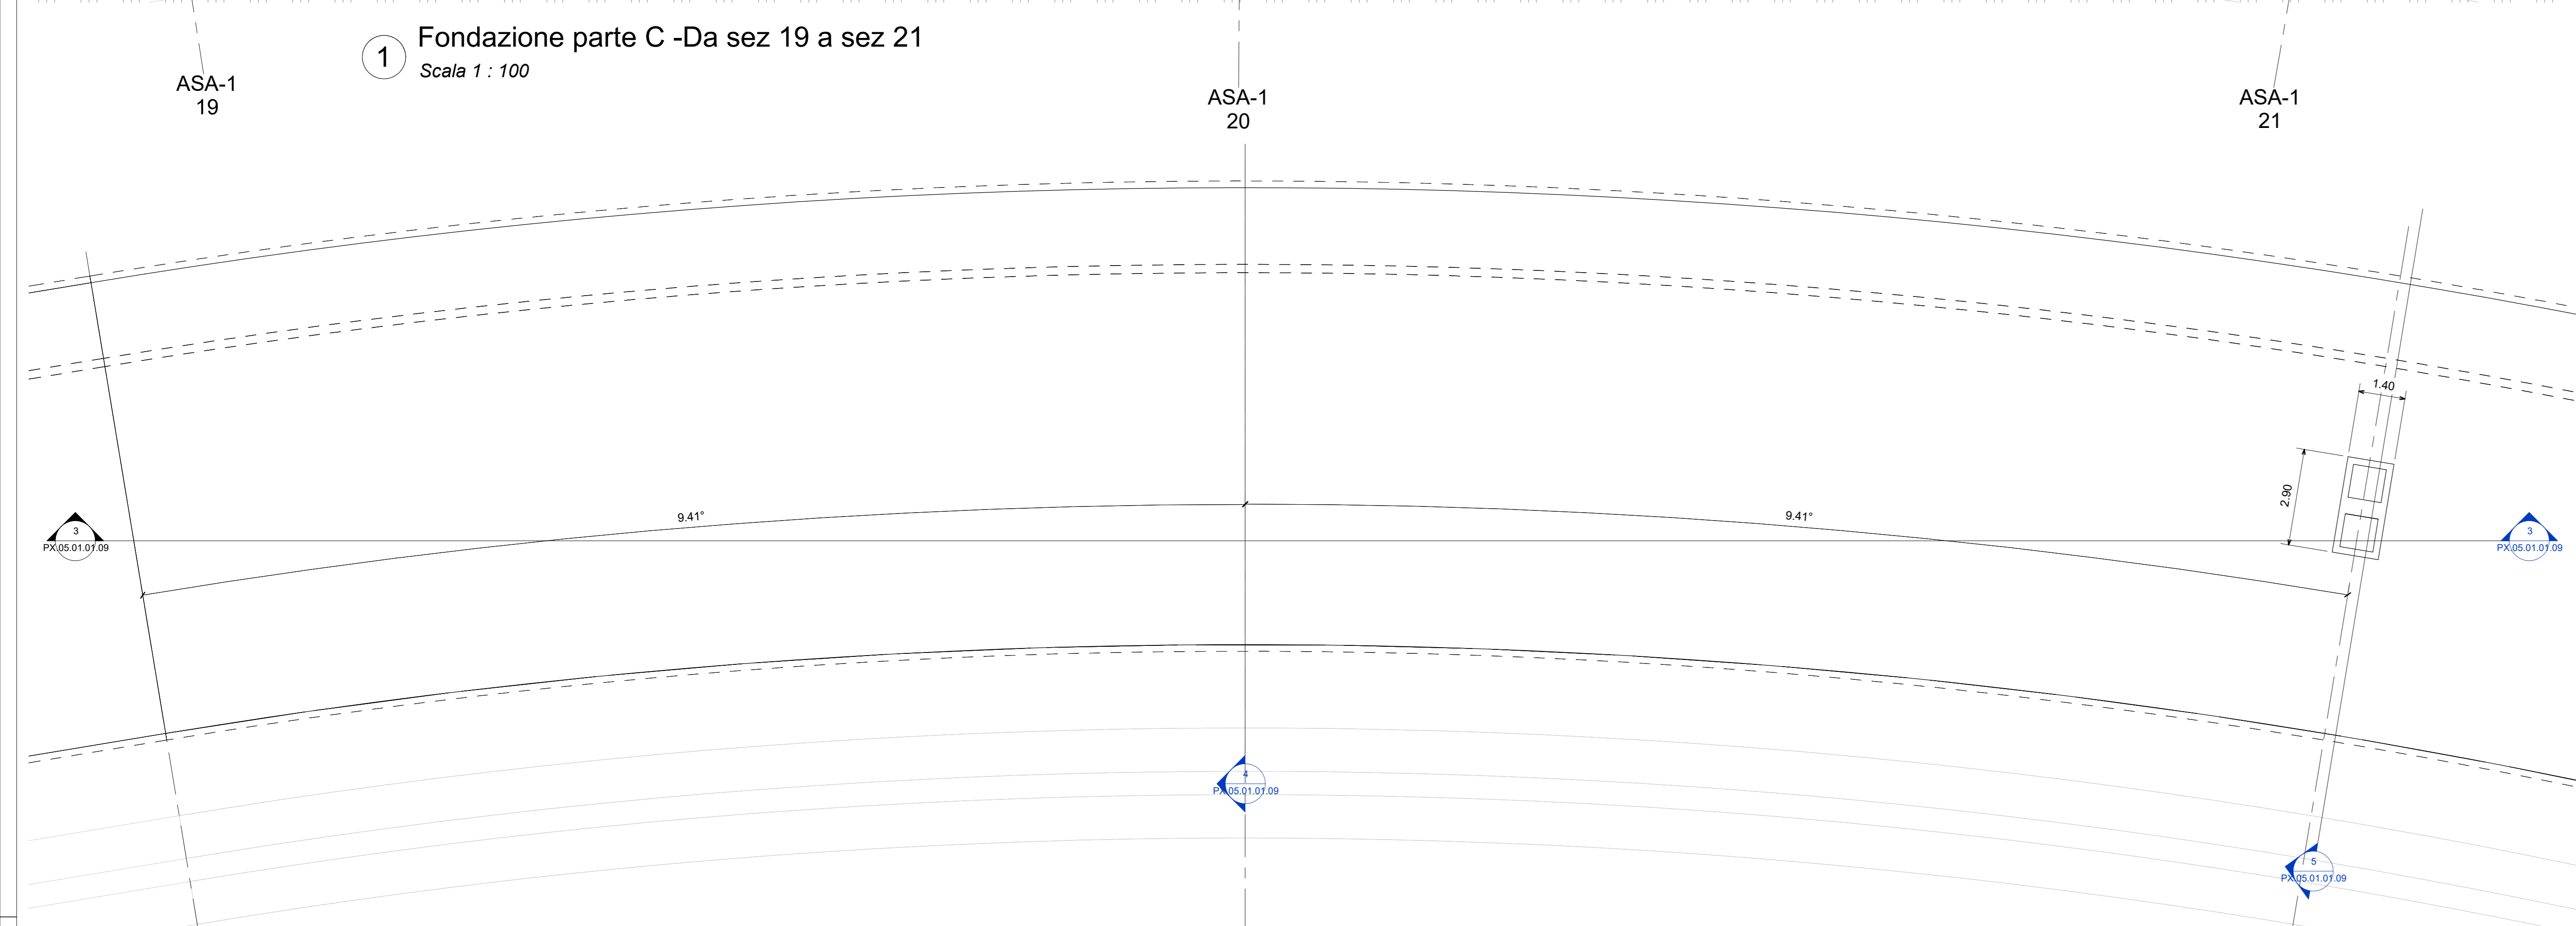 1
Fondazione parte C -Da sez 19 a sez 21
Scala 1 : 100
ASA-1
19
ASA-1
20
ASA-1
21
1.40
2.90
9.41°
9.41°
3
PX.05.01.01.09
3
PX.05.01.01.09
4
PX.05.01.01.09
5
PX.05.01.01.09